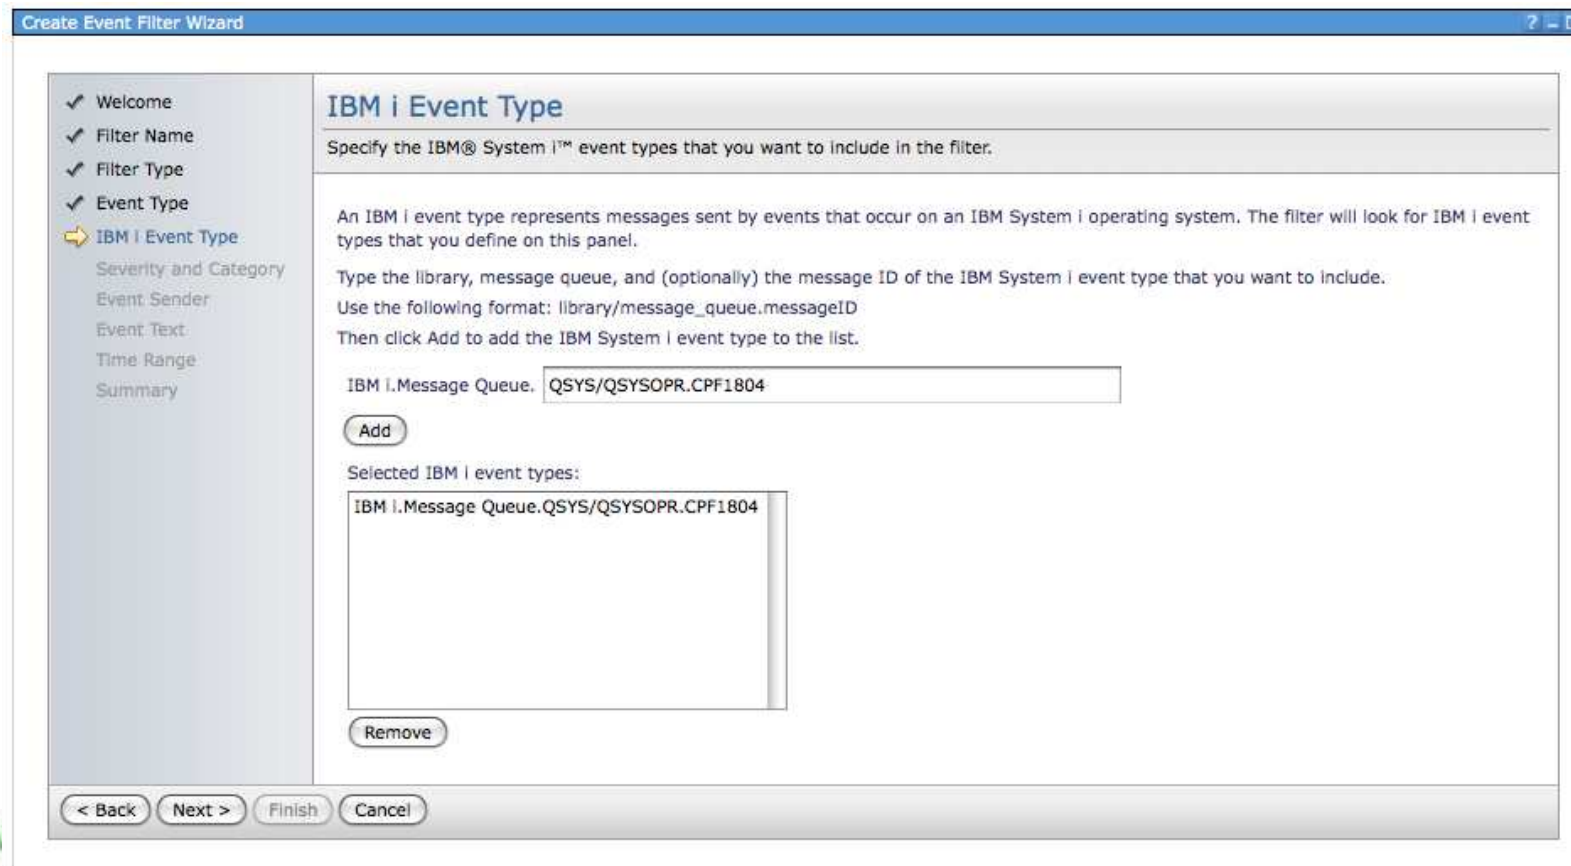 Create Event Filter Wizard
?
Welcome
Filter Name
Filter Type
Event Type
IBM i Event Type
Severity and Category
Event Sender
Event Text
Time Range
Summary
IBM i Event Type
Specify the IBM® System i™ event types that you want to include in the filter.
An IBM i event type represents messages sent by events that occur on an IBM System i operating system. The filter will look for IBM i event
types that you define on this panel.
Type the library, message queue, and (optionally) the message ID of the IBM System i event type that you want to include.
Use the following format: library/message_queue.messageID
Then click Add to add the IBM System i event type to the list.
IBM i.Message Queue. QSYS/QSYSOPR.CPF1804
Add
Selected IBM i event types:
IBM i.Message Queue.QSYS/QSYSOPR.CPF1804
Remove
< Back Next > Finish Cancel